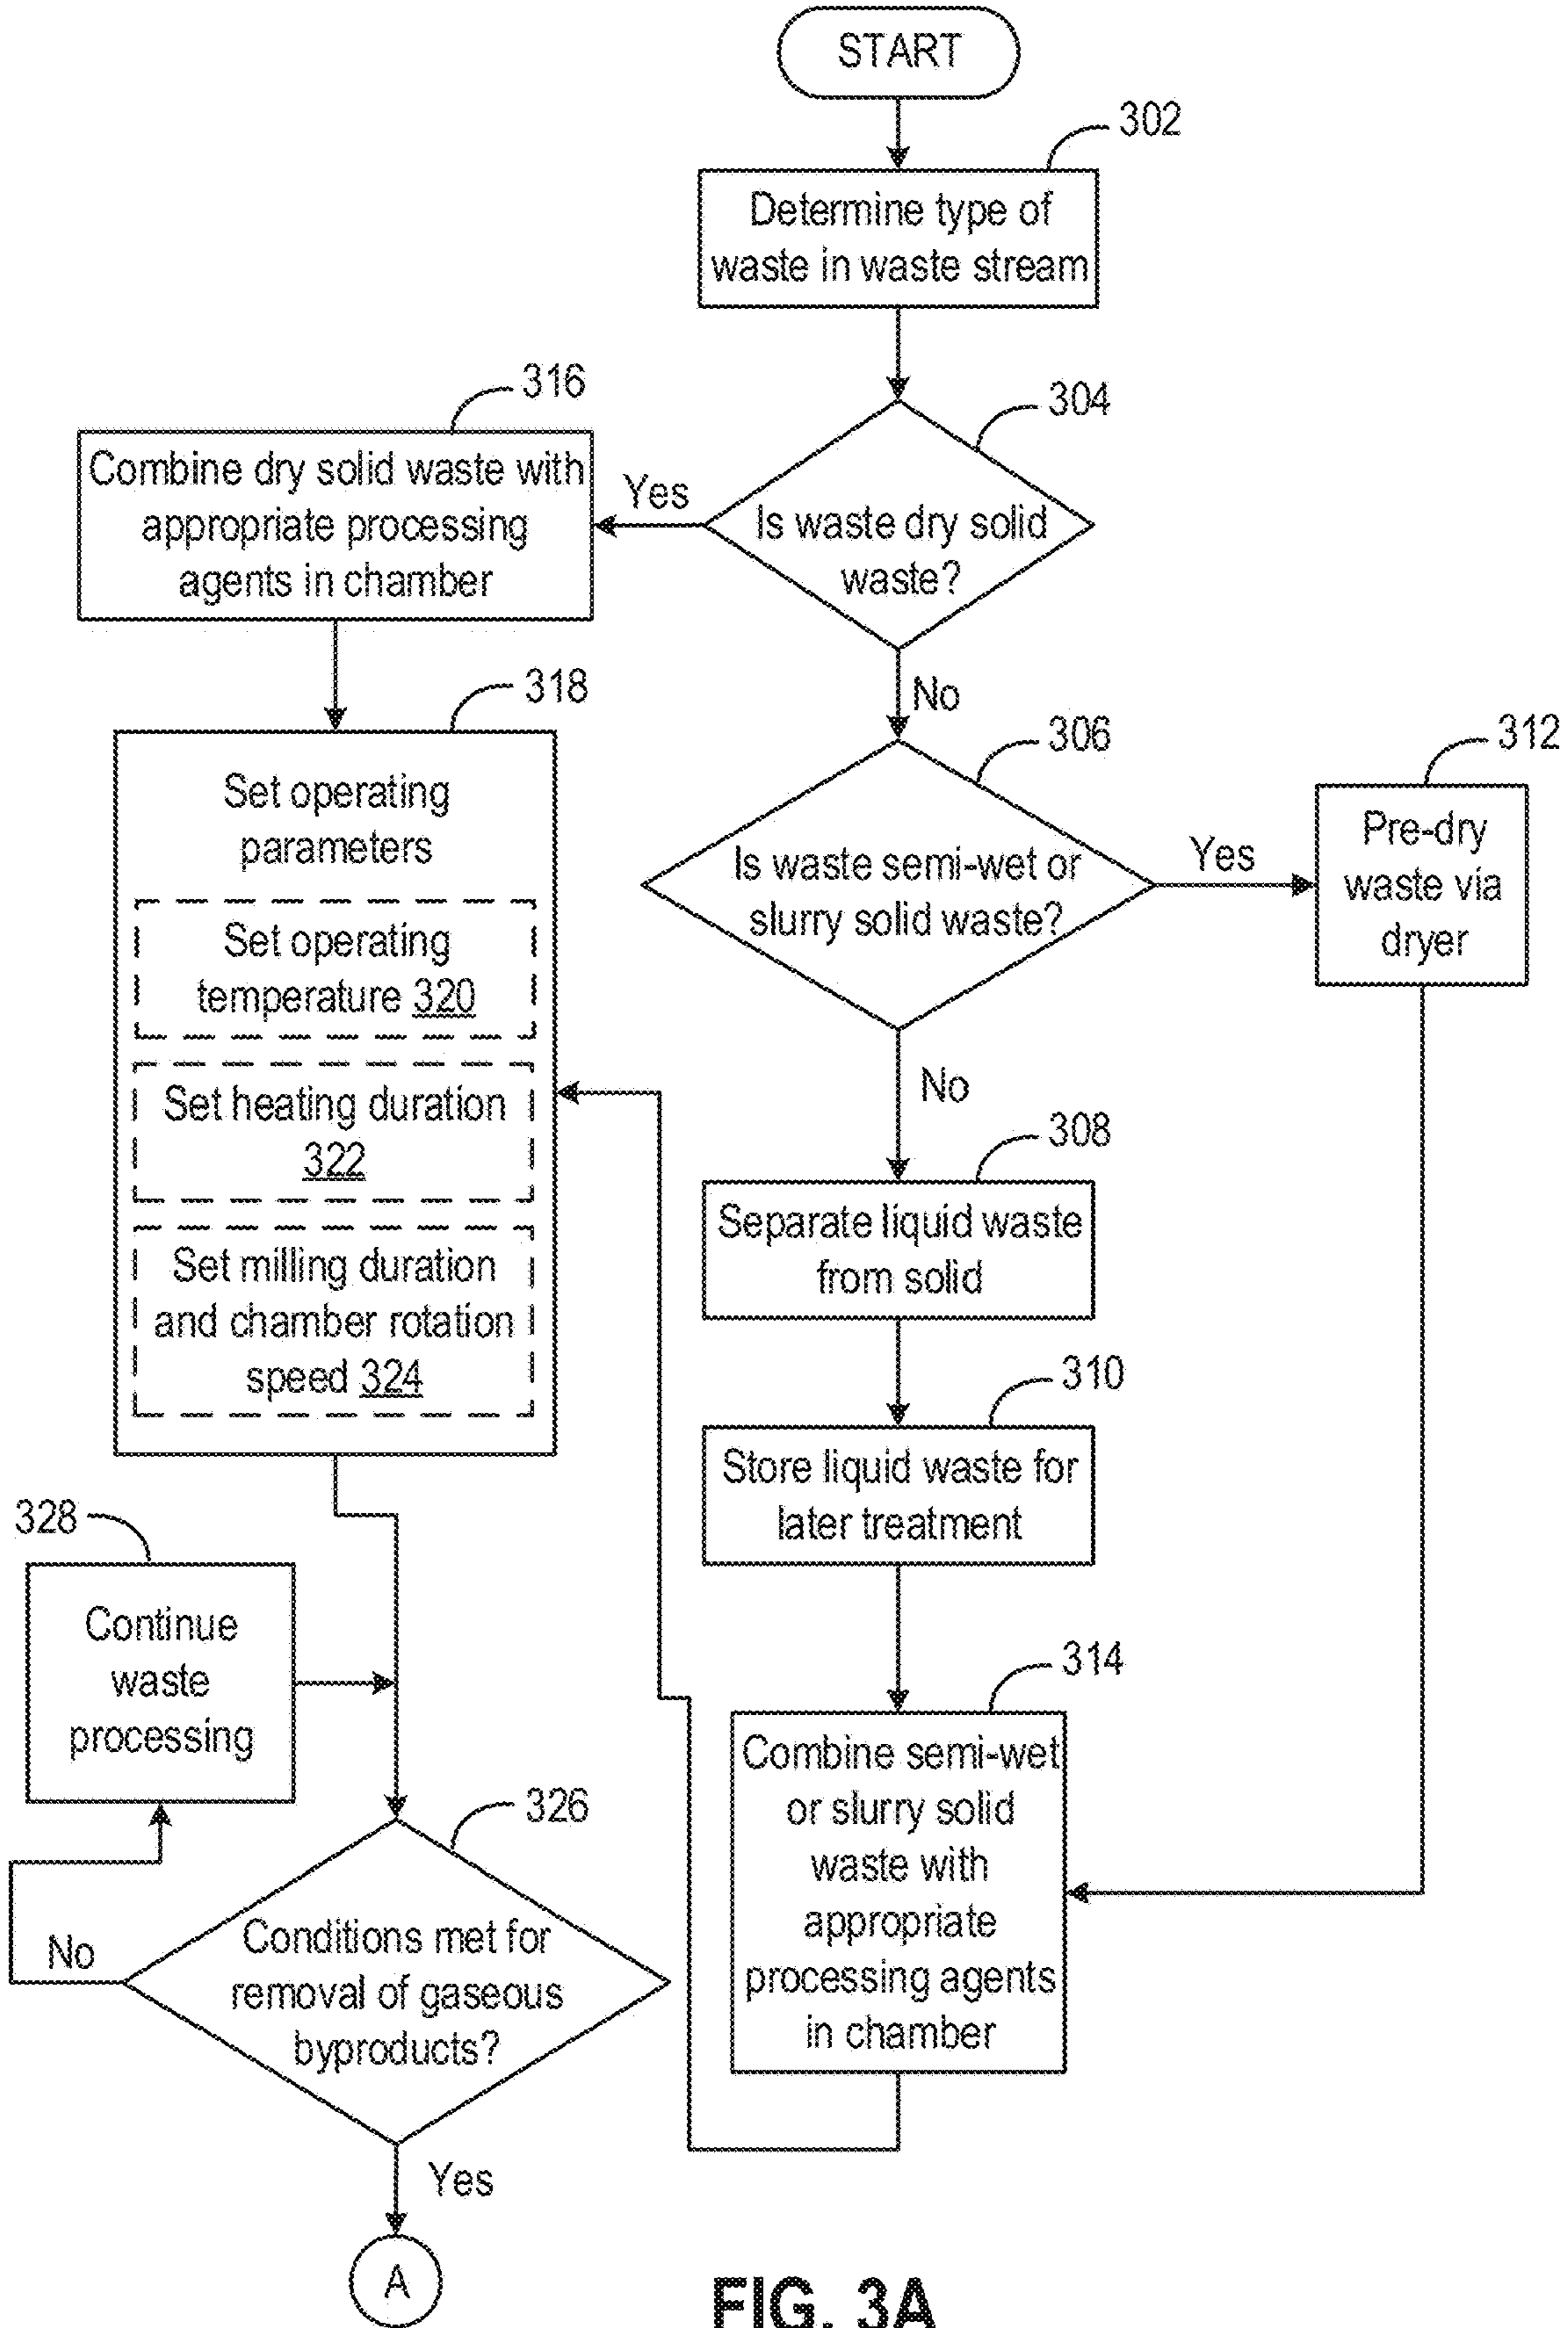 START
302
Determine type of
waste in waste stream
304
Is waste dry solid
waste?
Yes
No
316
Combine dry solid waste with
appropriate processing
agents in chamber
318
Set operating
parameters
Set operating
temperature 320
Set heating duration
322
Set milling duration
and chamber rotation
speed 324
306
Is waste semi-wet or
slurry solid waste?
Yes
No
312
Pre-dry
waste via
dryer
308
Separate liquid waste
from solid
310
Store liquid waste for
later treatment
314
Combine semi-wet
or slurry solid
waste with
appropriate
processing agents
in chamber
328
Continue
waste
processing
326
Conditions met for
removal of gaseous
byproducts?
No
Yes
A
FIG. 3A